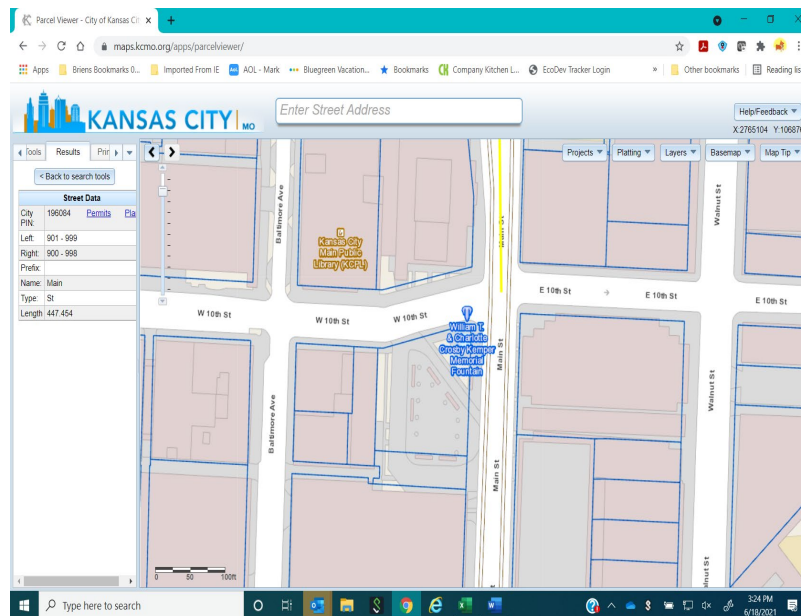 Parcel Viewer - City of Kansas Cit
maps.kcmo.org/apps/parcelviewer/
Apps
Briens Bookmarks 0...
Imported From IE
AOL - Mark
Bluegreen Vacation...
Bookmarks
Company Kitchen L...
EcoDev Tracker Login
»
Other bookmarks
Reading lis
KANSAS CITY MO
Enter Street Address
Help/Feedback
X:2765104 Y:10687
Tools
Results
Prin
Projects
Platting
Layers
Basemap
Map Tip
< Back to search tools
Street Data
City PIN: 196084 Permits Pla
Left: 901 - 999
Right: 900 - 998
Prefix:
Name: Main
Type: St
Length 447.454
Baltimore Ave
Kansas City
Main Public
Library (KCPL)
Main St
Walnut St
W 10th St
W 10th St
W 10th St
E 10th St
E 10th St
E 10th St
William T.
& Charlotte
Crosby Kemper
Memorial
Fountain
Main St
Baltimore Ave
Walnut St
Main St
Main St
Walnut St
0 50 100ft
Type here to search
3:24 PM
6/18/2021